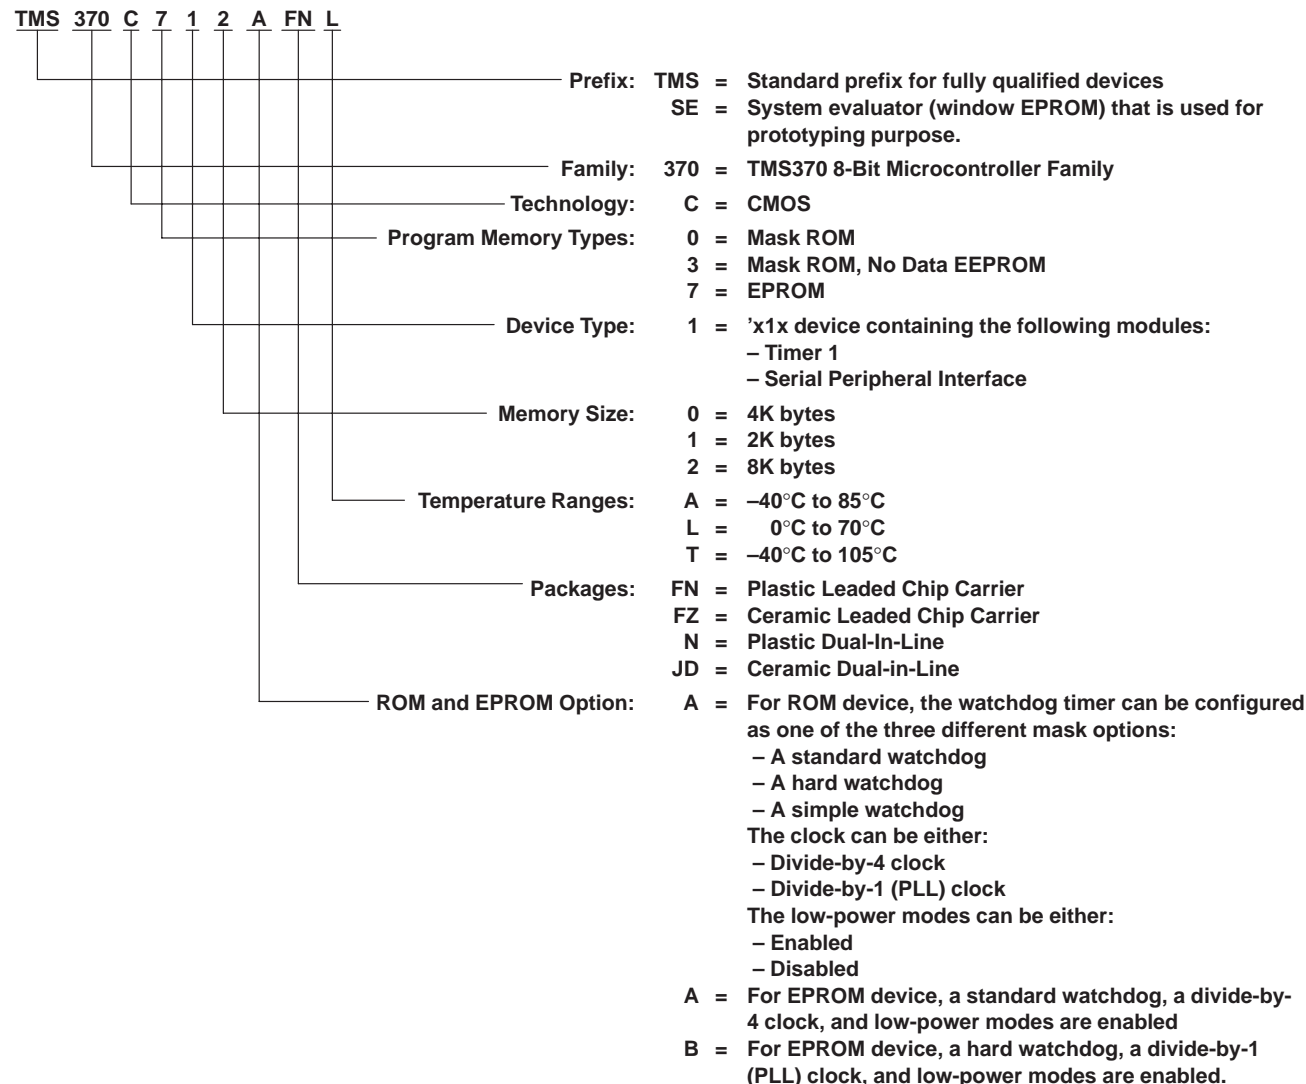 TMS 370 C 7 1 2 A FN L
Prefix: TMS = Standard prefix for fully qualified devices
SE = System evaluator (window EPROM) that is used for
prototyping purpose.
Family: 370 = TMS370 8-Bit Microcontroller Family
Technology: C = CMOS
Program Memory Types: 0 = Mask ROM
3 = Mask ROM, No Data EEPROM
7 = EPROM
Device Type: 1 = ’x1x device containing the following modules:
– Timer 1
– Serial Peripheral Interface
Memory Size: 0 = 4K bytes
1 = 2K bytes
2 = 8K bytes
Temperature Ranges: A = –40°C to 85°C
L = 0°C to 70°C
T = –40°C to 105°C
Packages: FN = Plastic Leaded Chip Carrier
FZ = Ceramic Leaded Chip Carrier
N = Plastic Dual-In-Line
JD = Ceramic Dual-in-Line
ROM and EPROM Option: A = For ROM device, the watchdog timer can be configured
as one of the three different mask options:
– A standard watchdog
– A hard watchdog
– A simple watchdog
The clock can be either:
– Divide-by-4 clock
– Divide-by-1 (PLL) clock
The low-power modes can be either:
– Enabled
– Disabled
A = For EPROM device, a standard watchdog, a divide-by-
4 clock, and low-power modes are enabled
B = For EPROM device, a hard watchdog, a divide-by-1
(PLL) clock, and low-power modes are enabled.